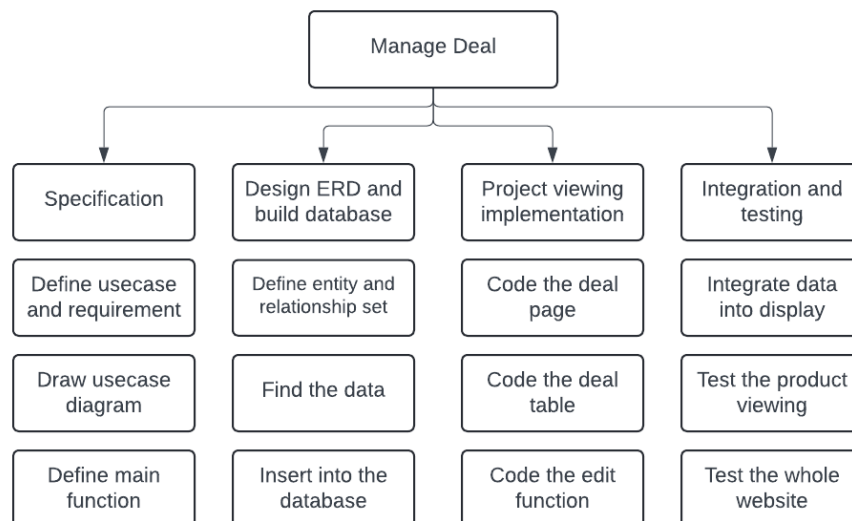 Manage Deal
Specification
Design ERD and
build database
Project viewing
implementation
Integration and
testing
Define usecase
and requirement
Define entity and
relationship set
Code the deal
page
Integrate data
into display
Draw usecase
diagram
Find the data
Code the deal
table
Test the product
viewing
Define main
function
Insert into the
database
Code the edit
function
Test the whole
website